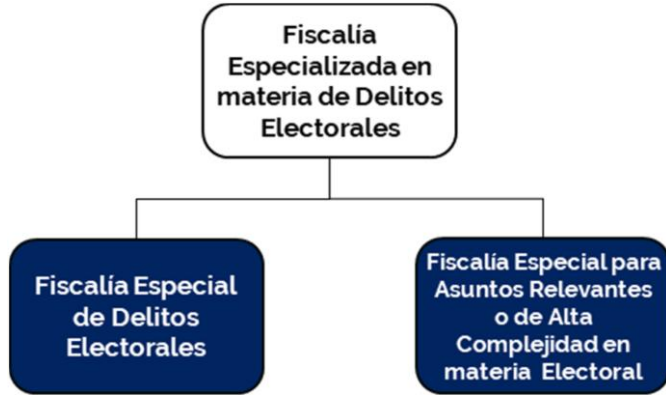 Fiscalía
Especializada en
materia de Delitos
Electorales
Fiscalía Especial
de Delitos
Electorales
Fiscalía Especial para
Asuntos Relevantes
o de Alta
Complejidad en
materia Electoral